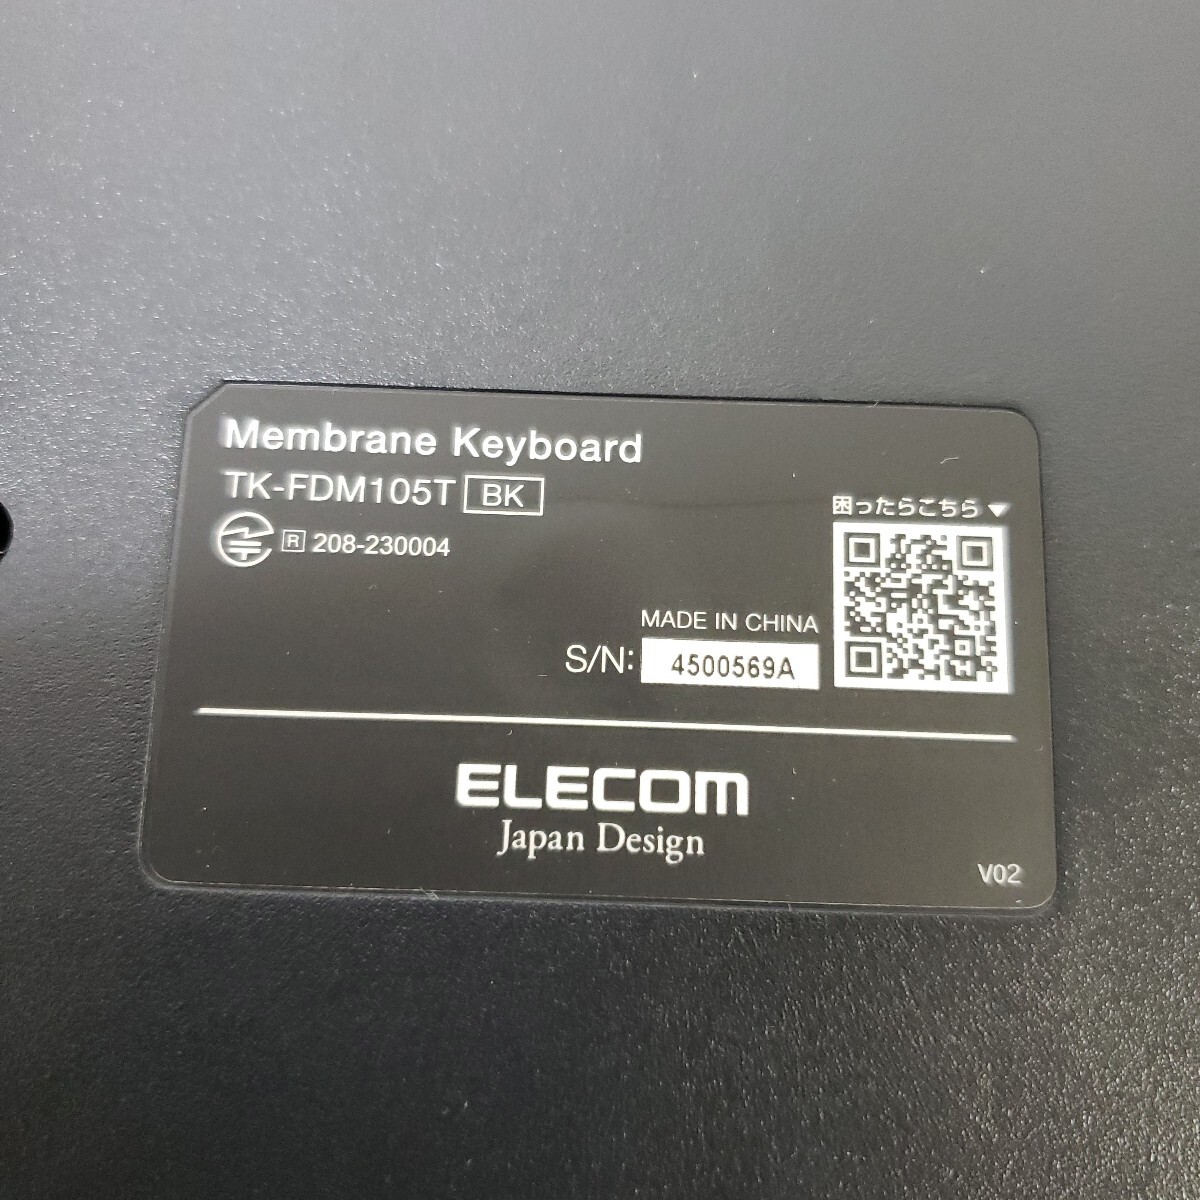 Membrane Keyboard
TK-FDM105T BK
R 208-230004
困ったらこちら▼
MADE IN CHINA
S/N: 4500569A
ELECOM
Japan Design
V02